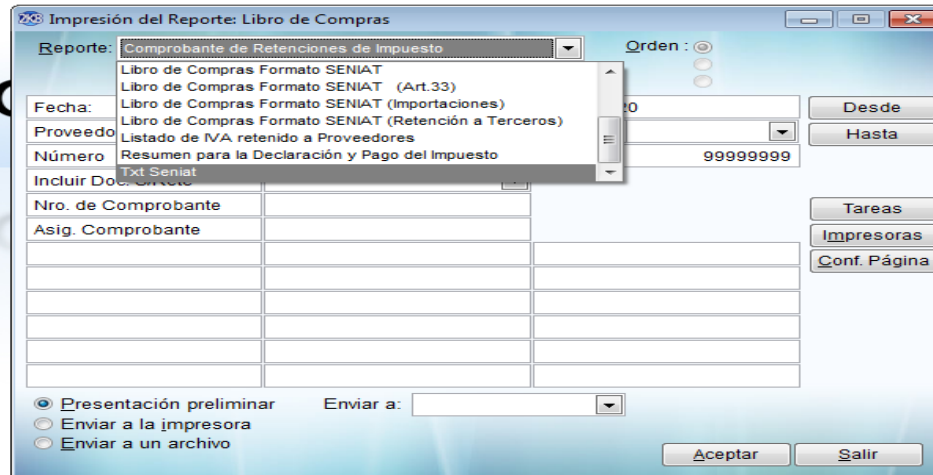 Impresión del Reporte: Libro de Compras
Reporte: Comprobante de Retenciones de Impuesto Orden :
Libro de Compras Formato SENIAT
Libro de Compras Formato SENIAT (Art.33)
Libro de Compras Formato SENIAT (Importaciones)
Libro de Compras Formato SENIAT (Retención a Terceros)
Listado de IVA retenido a Proveedores
Resumen para la Declaración y Pago del Impuesto
Txt Seniat
Fecha: 20 Desde
Proveedo Hasta
Número 99999999
Incluir
Nro. de Comprobante Tareas
Asig. Comprobante Impresoras
Conf. Página
Presentación preliminar Enviar a:
Enviar a la impresora
Enviar a un archivo
Aceptar Salir